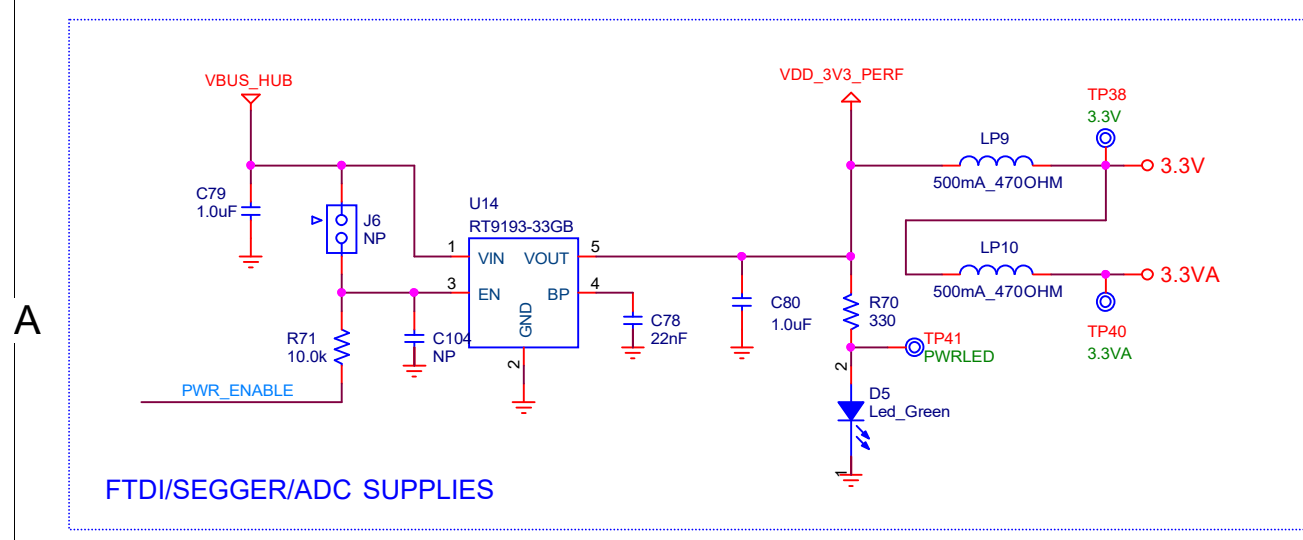 VBUS_HUB
VDD_3V3_PERF
TP38
3.3V
LP9
3.3V
500mA_470OHM
C79
1.0uF
J6
NP
U14
RT9193-33GB
1
VIN
VOUT
5
LP10
3.3VA
500mA_470OHM
3
EN
BP
4
GND
2
C78
22nF
C80
1.0uF
R70
330
A
R71
10.0k
C104
NP
TP41
PWRLED
TP40
3.3VA
PWR_ENABLE
2
D5
Led_Green
1
FTDI/SEGGER/ADC SUPPLIES